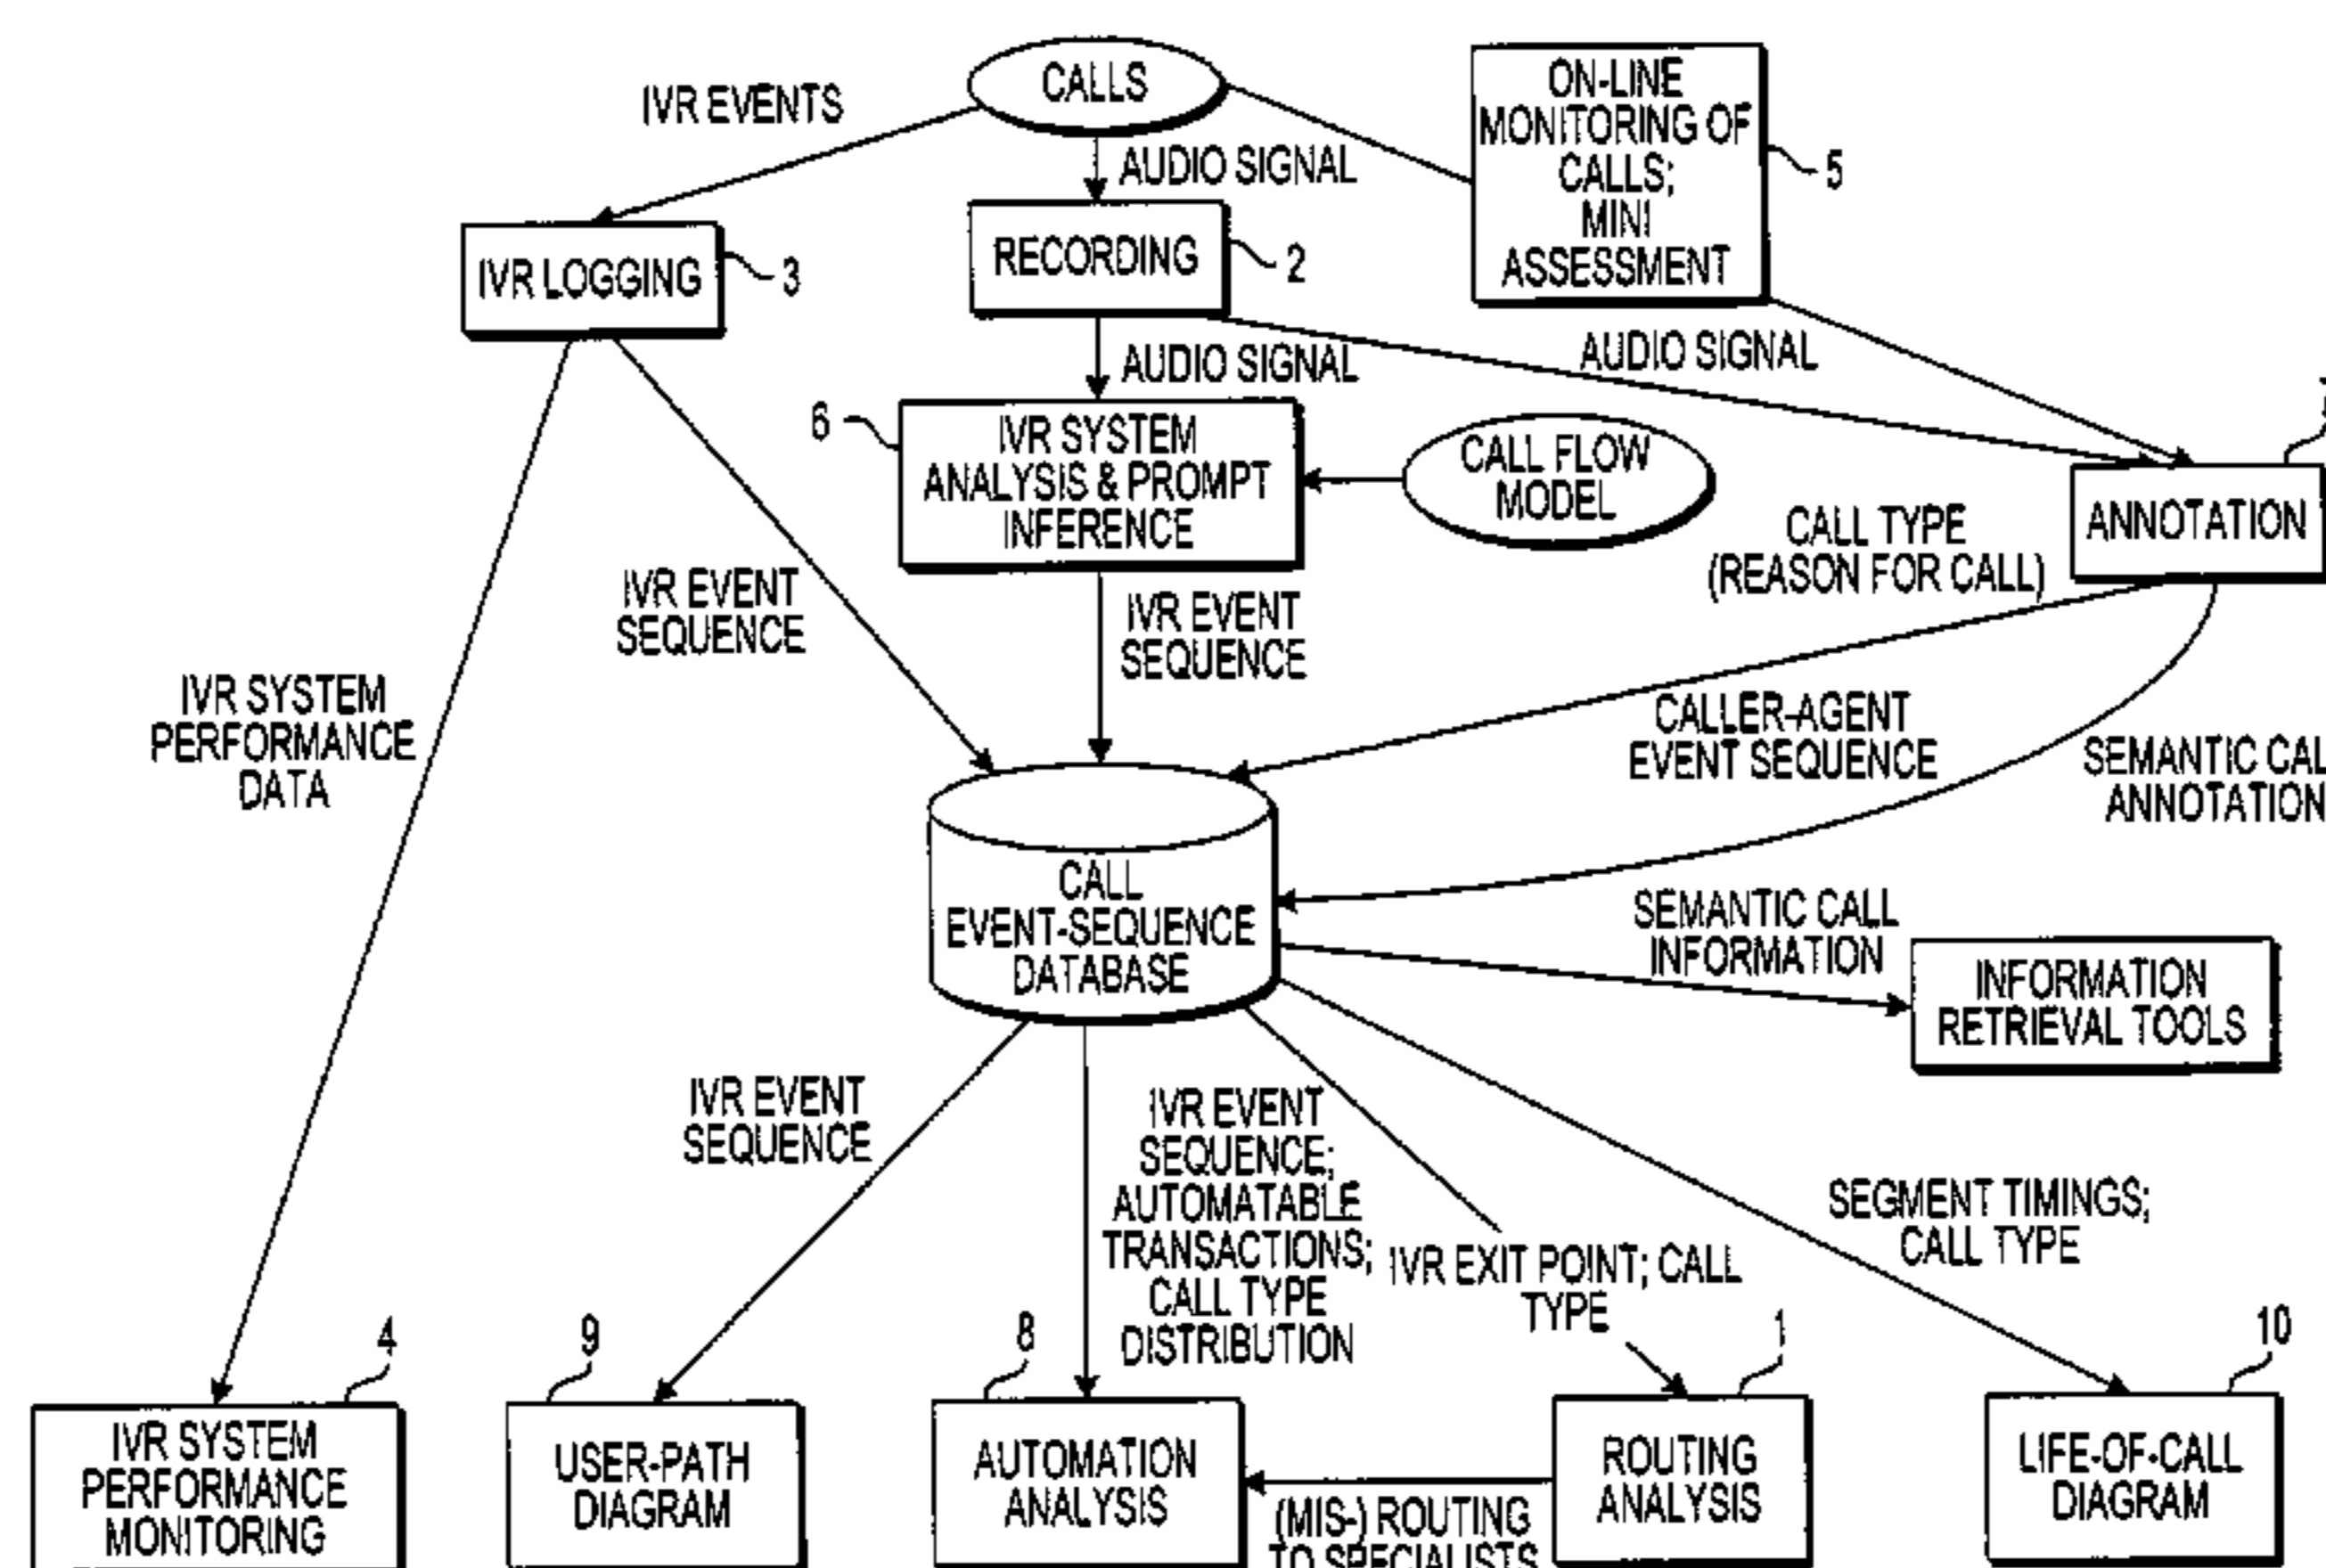 CALLS
IVR EVENTS
ON-LINE
MONITORING OF
CALLS;
MINI
ASSESSMENT
5
AUDIO SIGNAL
IVR LOGGING
3
RECORDING
2
AUDIO SIGNAL
AUDIO SIGNAL
6
IVR SYSTEM
ANALYSIS & PROMPT
INFERENCE
CALL FLOW
MODEL
ANNOTATION
CALL TYPE
(REASON FOR CALL)
IVR EVENT
SEQUENCE
IVR EVENT
SEQUENCE
IVR SYSTEM
PERFORMANCE
DATA
CALLER-AGENT
EVENT SEQUENCE
SEMANTIC CAL
ANNOTATION
CALL
EVENT-SEQUENCE
DATABASE
SEMANTIC CALL
INFORMATION
INFORMATION
RETRIEVAL TOOLS
IVR EVENT
SEQUENCE
IVR EVENT
SEQUENCE;
AUTOMATABLE
TRANSACTIONS;
CALL TYPE
DISTRIBUTION
IVR EXIT POINT; CALL
TYPE
SEGMENT TIMINGS;
CALL TYPE
4
9
8
1
10
IVR SYSTEM
PERFORMANCE
MONITORING
USER-PATH
DIAGRAM
AUTOMATION
ANALYSIS
(MIS-) ROUTING
TO SPECIALISTS
ROUTING
ANALYSIS
LIFE-OF-CALL
DIAGRAM